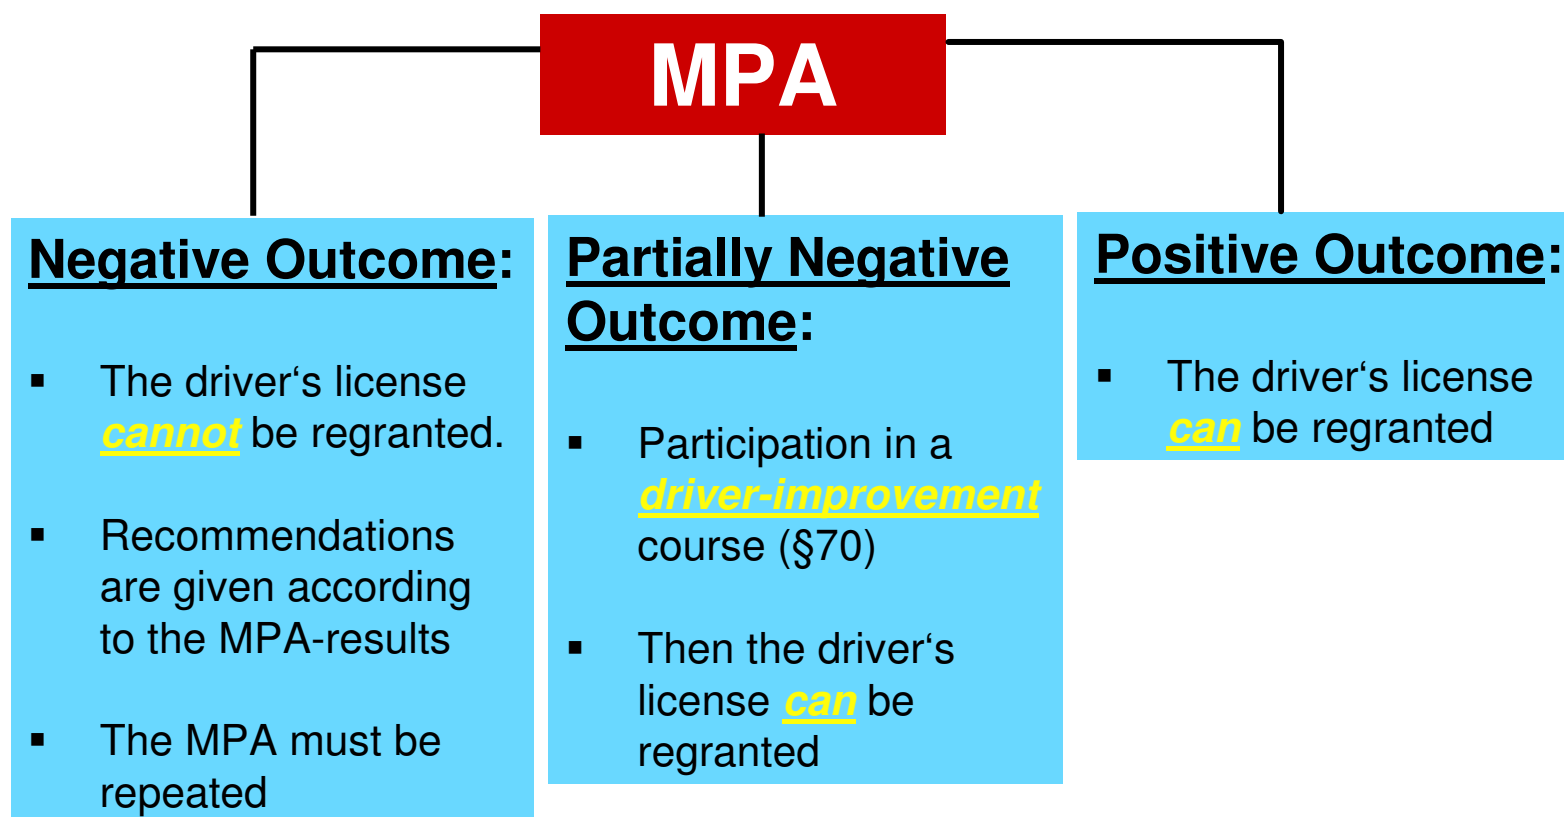 MPA
Negative Outcome:
▪ The driver‘s license
cannot be regranted.
▪ Recommendations
are given according
to the MPA-results
▪ The MPA must be
repeated
Partially Negative
Outcome:
▪ Participation in a
driver-improvement
course (§70)
▪ Then the driver‘s
license can be
regranted
Positive Outcome:
▪ The driver‘s license
can be regranted